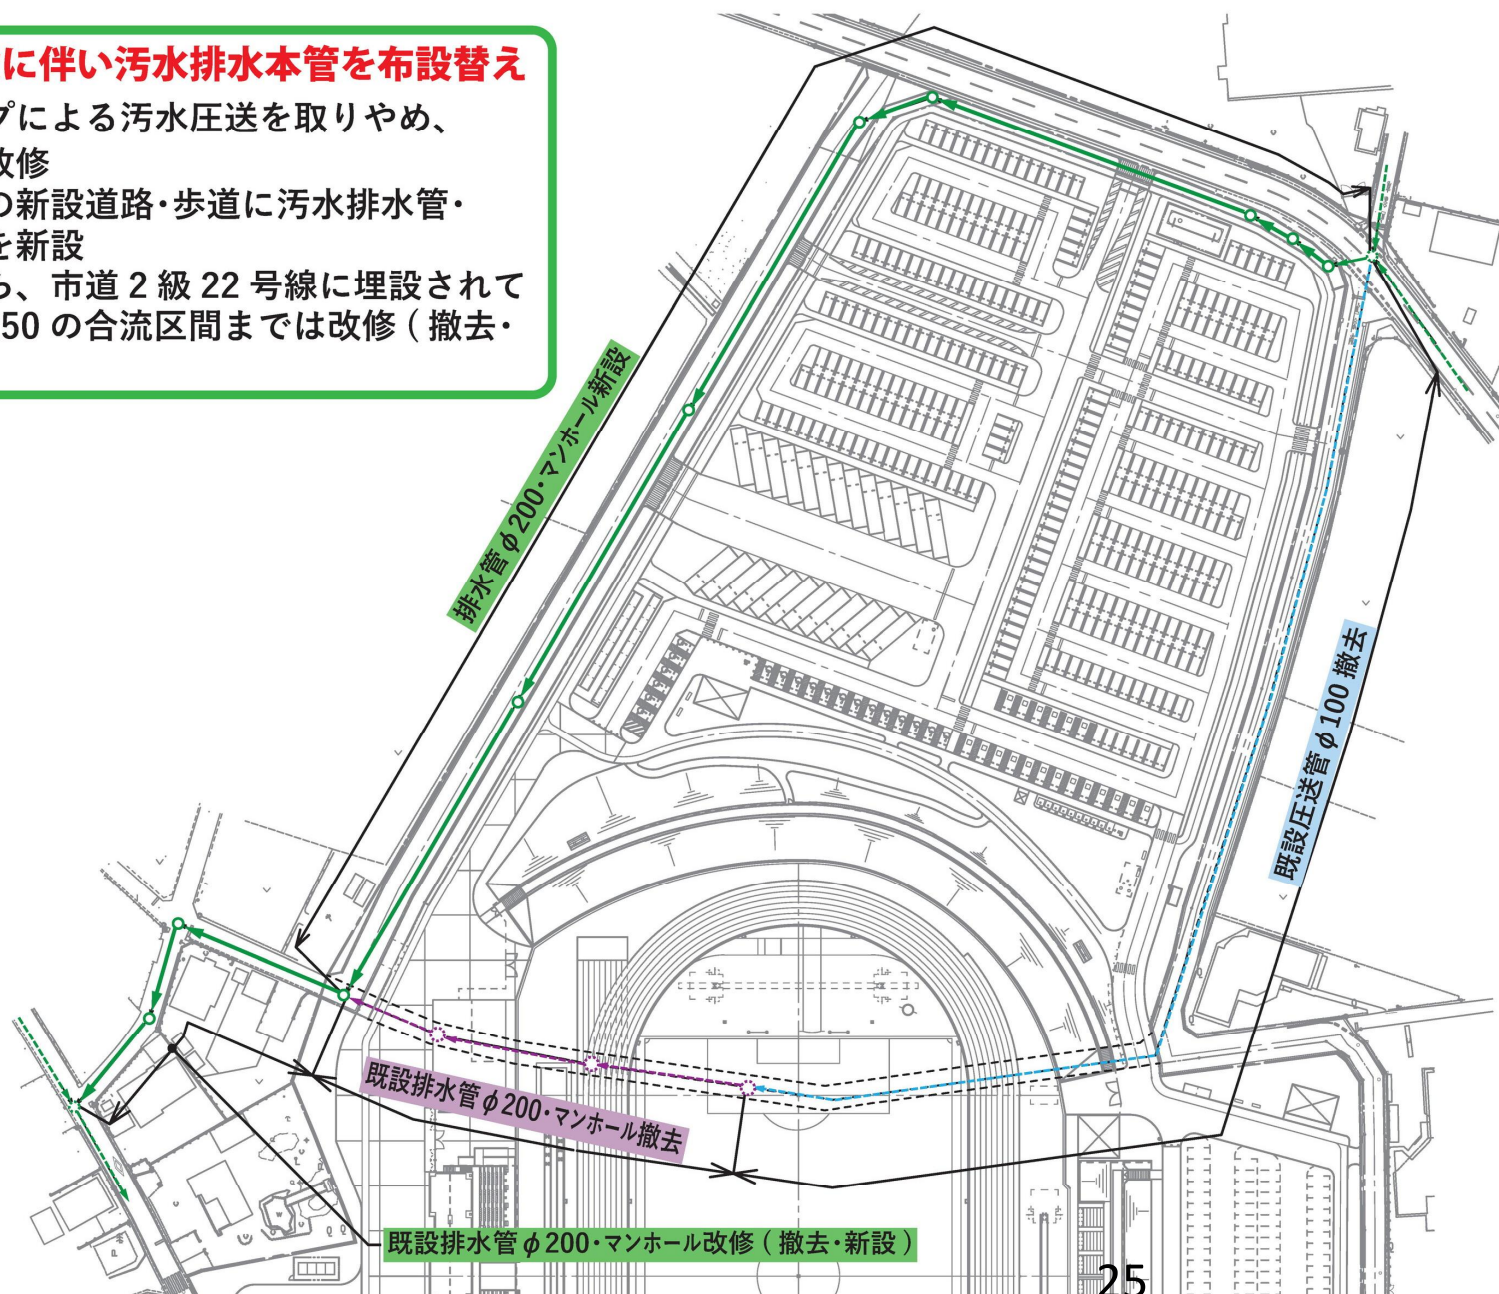 に伴い汚水排水本管を布設替え
プによる汚水圧送を取りやめ、
改修
の新設道路・歩道に汚水排水管・
を新設
ら、市道 2 級 22 号線に埋設されて
50 の合流区間までは改修 ( 撤去・
排水管φ200・マンホール新設
既設圧送管φ100 撤去
既設排水管φ200・マンホール撤去
既設排水管φ200・マンホール改修 ( 撤去・新設 )
25